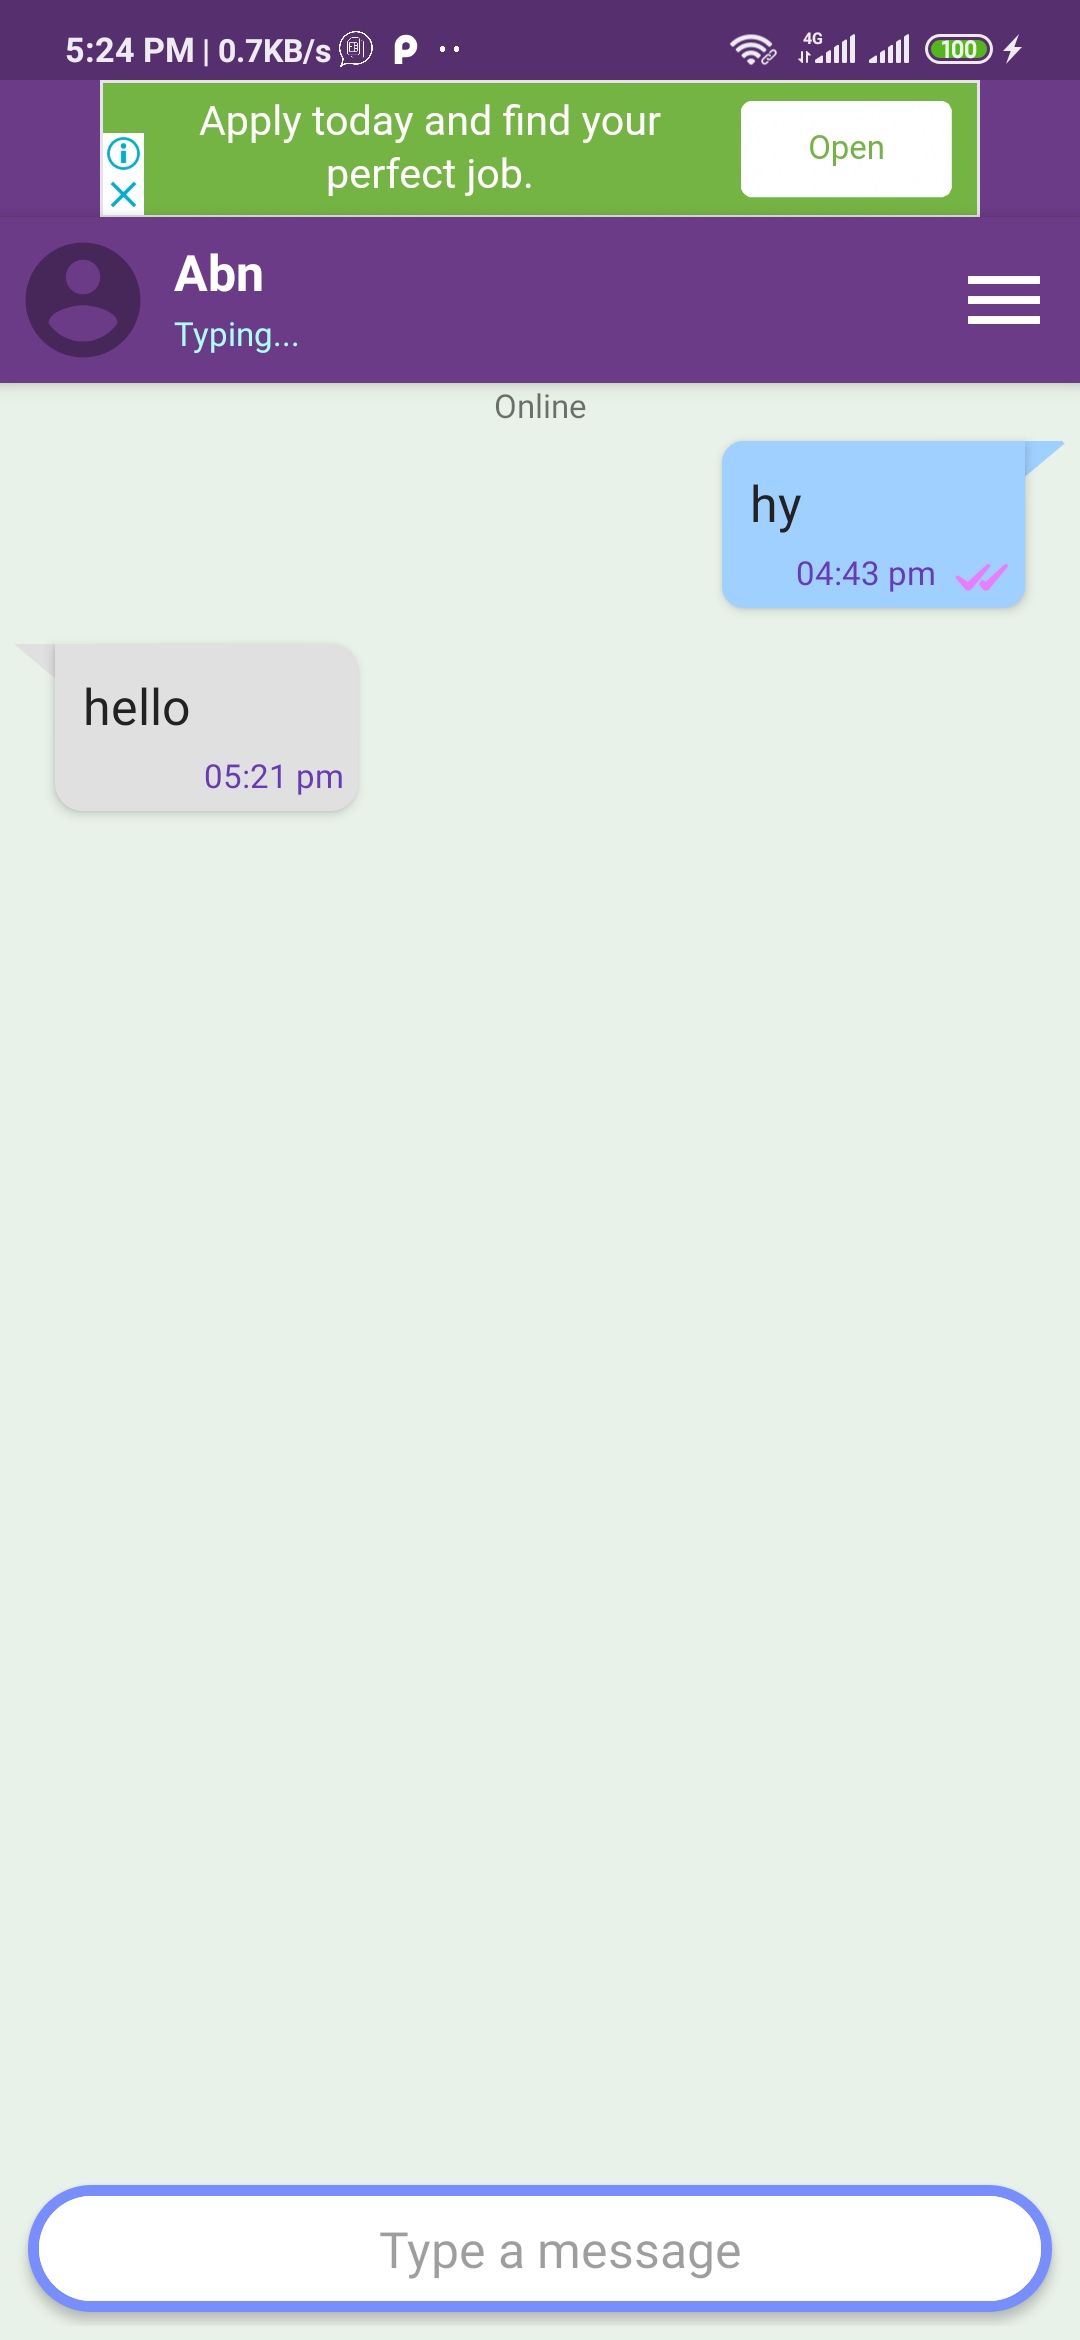 5:24 PM | 0.7KB/s
4G
100
Apply today and find your
perfect job.
Open
Abn
Typing...
Online
hy
04:43 pm
hello
05:21 pm
Type a message